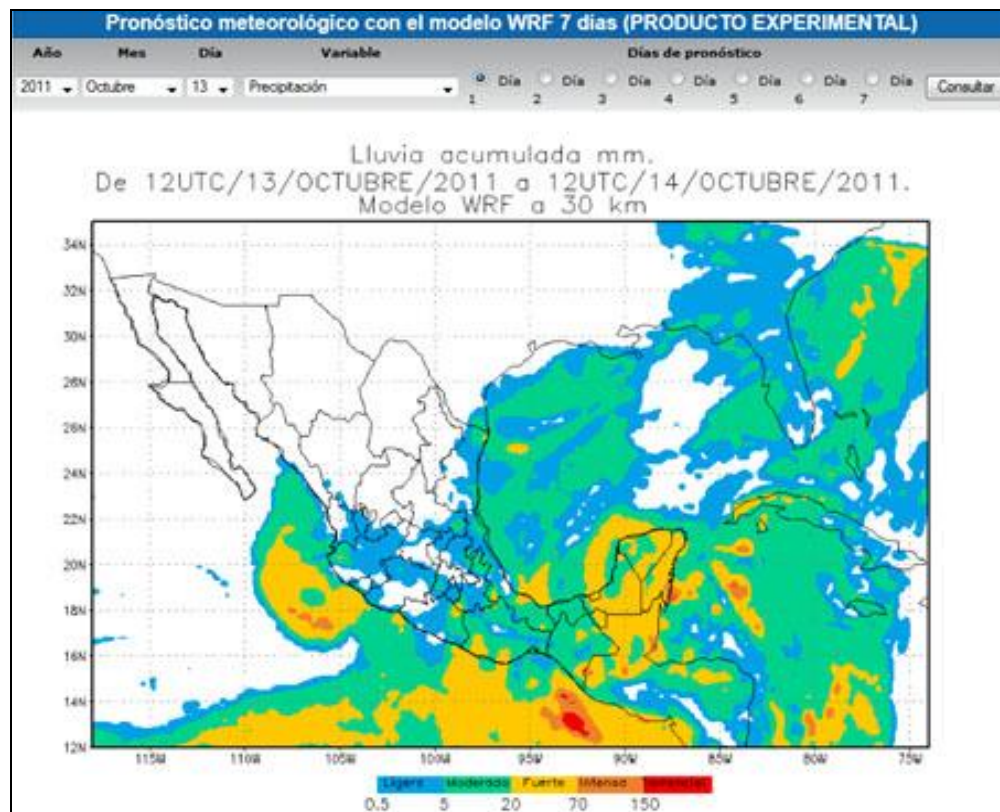 Pronóstico meteorológico con el modelo WRF 7 dias (PRODUCTO EXPERIMENTAL)
Año Mes Día Variable Días de pronóstico
2011 Octubre 13 Precipitación Día 1 Día 2 Día 3 Día 4 Día 5 Día 6 Día 7 Consultar
Lluvia acumulada mm.
De 12UTC/13/OCTUBRE/2011 a 12UTC/14/OCTUBRE/2011.
Modelo WRF a 30 km
34N
32N
30N
28N
26N
24N
22N
20N
18N
16N
14N
12N
115W 110W 105W 100W 95W 90W 85W 80W 75W
Ligera Moderada Fuerte Intensa
0.5 5 20 70 150